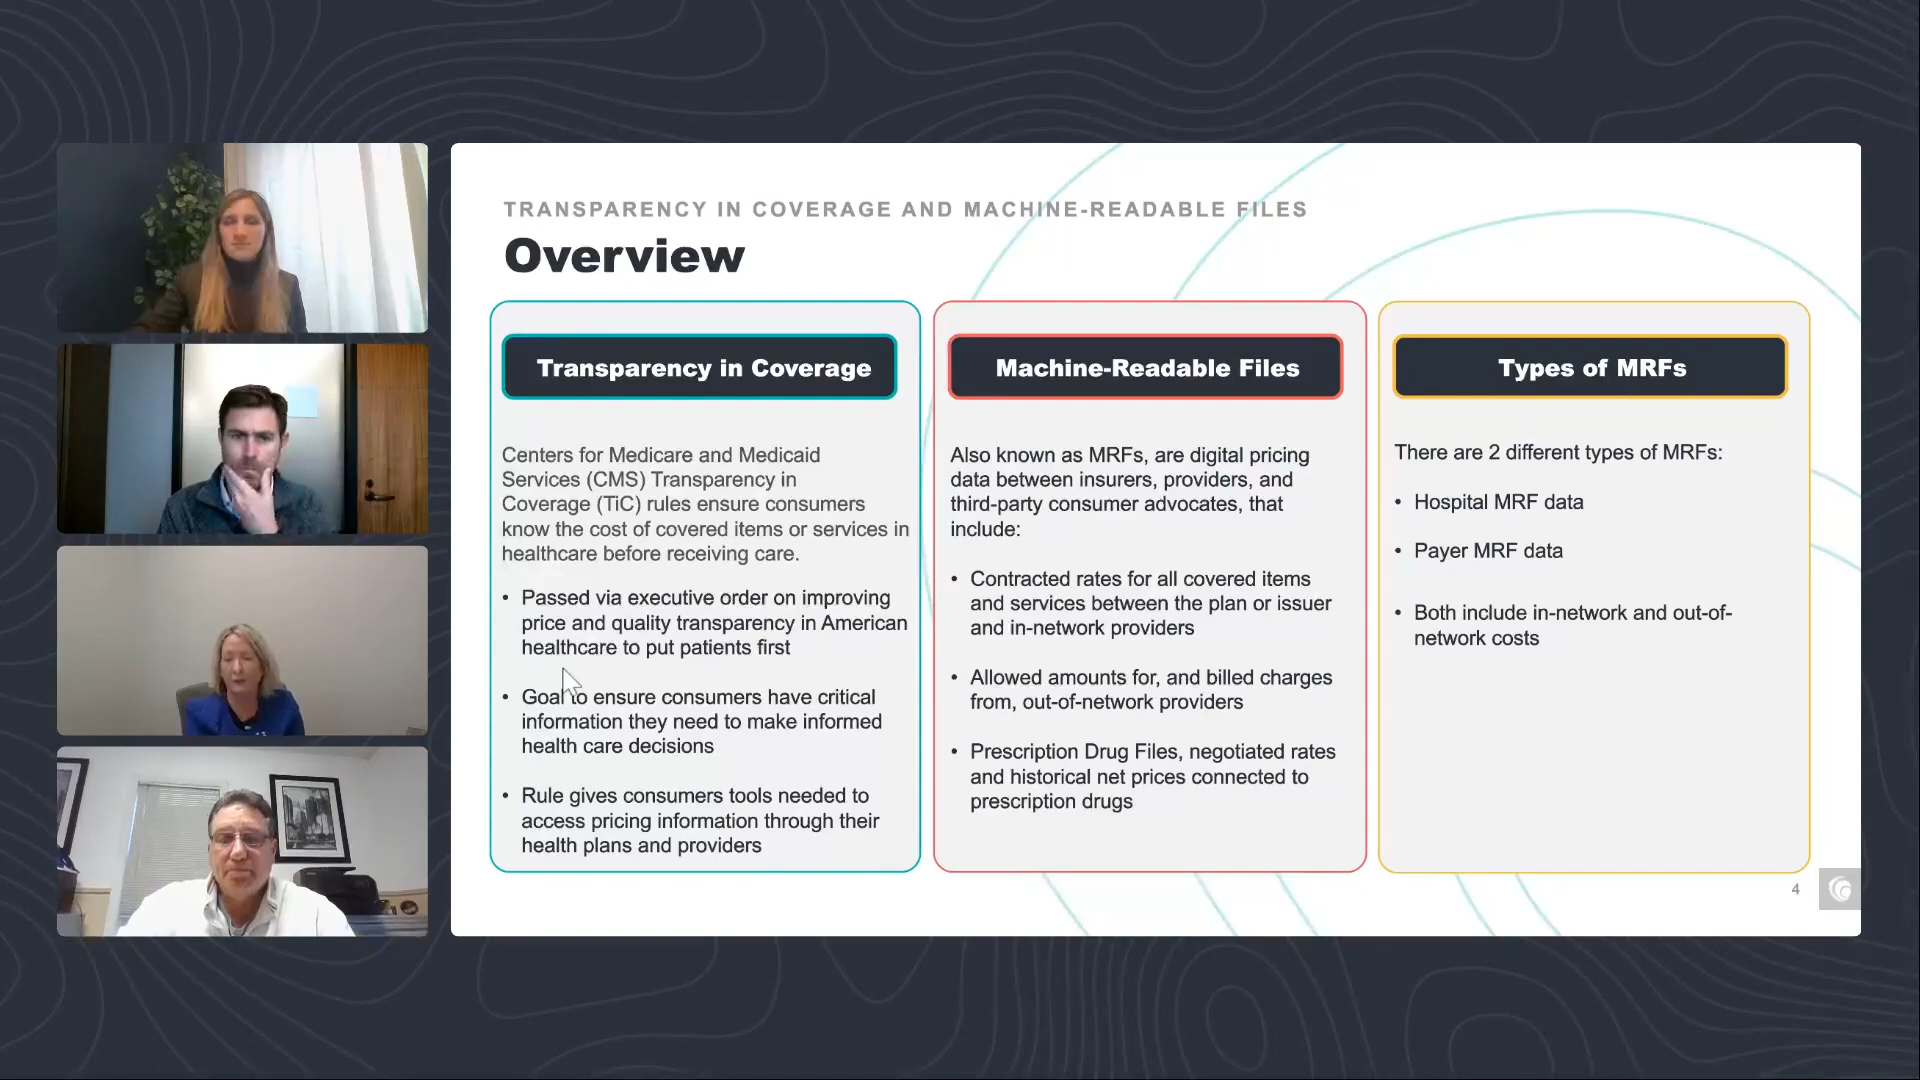 TRANSPARENCY IN COVERAGE AND MACHINE-READABLE FILES
Overview
Transparency in Coverage
Centers for Medicare and Medicaid
Services (CMS) Transparency in
Coverage (TiC) rules ensure consumers
know the cost of covered items or services in
healthcare before receiving care.
• Passed via executive order on improving
price and quality transparency in American
healthcare to put patients first
• Goal to ensure consumers have critical
information they need to make informed
health care decisions
• Rule gives consumers tools needed to
access pricing information through their
health plans and providers
Machine-Readable Files
Also known as MRFs, are digital pricing
data between insurers, providers, and
third-party consumer advocates, that
include:
• Contracted rates for all covered items
and services between the plan or issuer
and in-network providers
• Allowed amounts for, and billed charges
from, out-of-network providers
• Prescription Drug Files, negotiated rates
and historical net prices connected to
prescription drugs
Types of MRFs
There are 2 different types of MRFs:
• Hospital MRF data
• Payer MRF data
• Both include in-network and out-of-
network costs
4